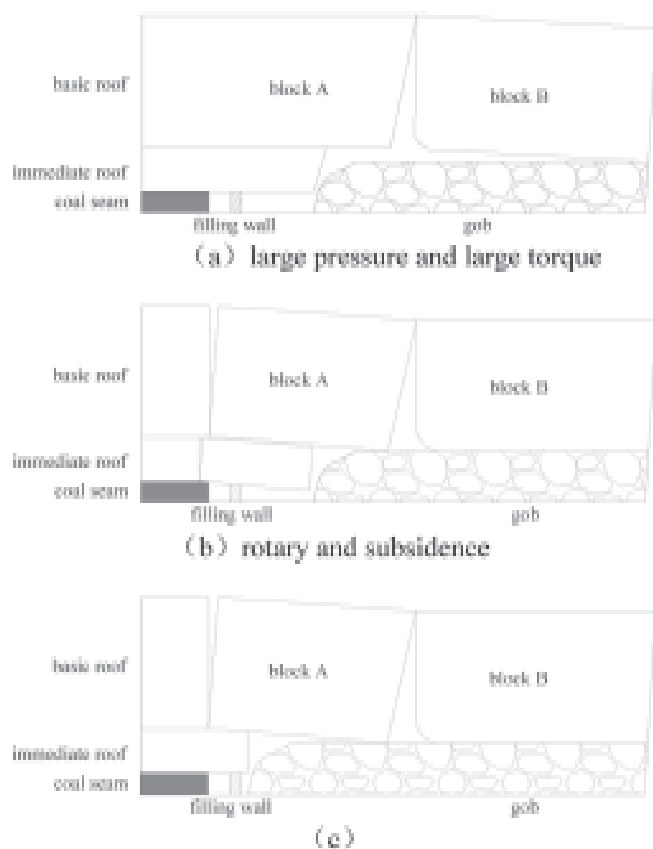 basic roof
block A
block B
immediate roof
coal seam
filling wall
gob
（a）large pressure and large torque
basic roof
block A
block B
immediate roof
coal seam
filling wall
gob
（b）rotary and subsidence
basic roof
block A
block B
immediate roof
coal seam
filling wall
gob
（c）